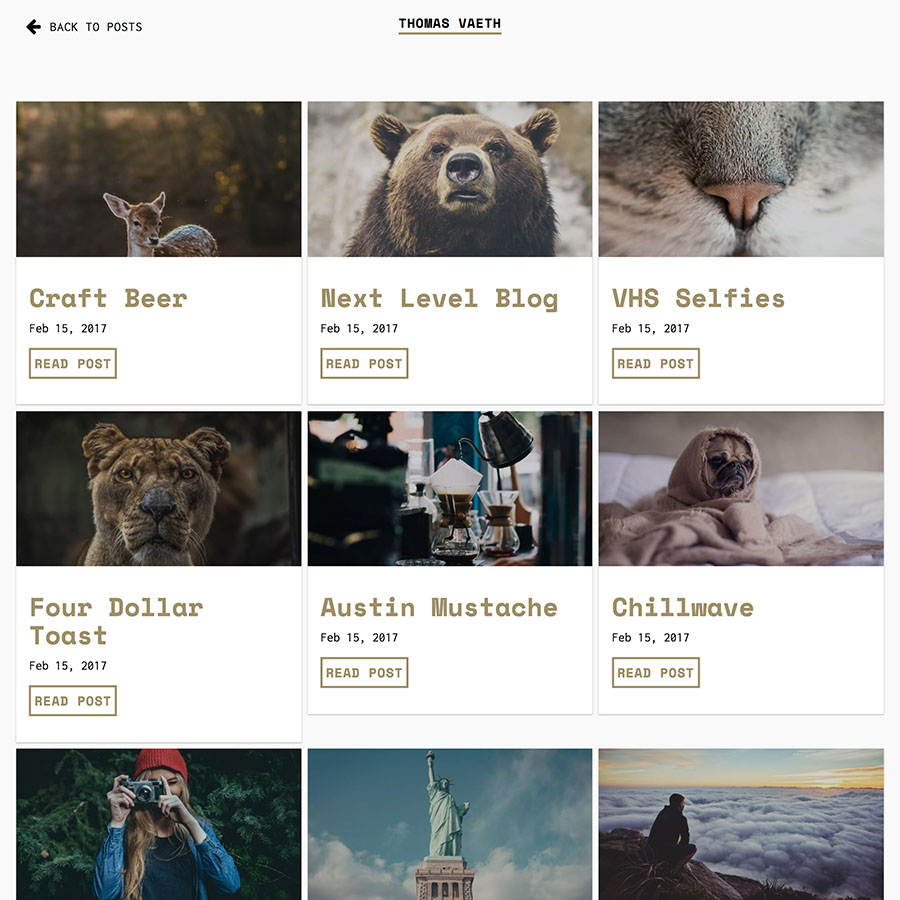 BACK TO POSTS
THOMAS VAETH
Craft Beer
Feb 15, 2017
READ POST
Next Level Blog
Feb 15, 2017
READ POST
VHS Selfies
Feb 15, 2017
READ POST
Four Dollar
Toast
Feb 15, 2017
READ POST
Austin Mustache
Feb 15, 2017
READ POST
Chillwave
Feb 15, 2017
READ POST